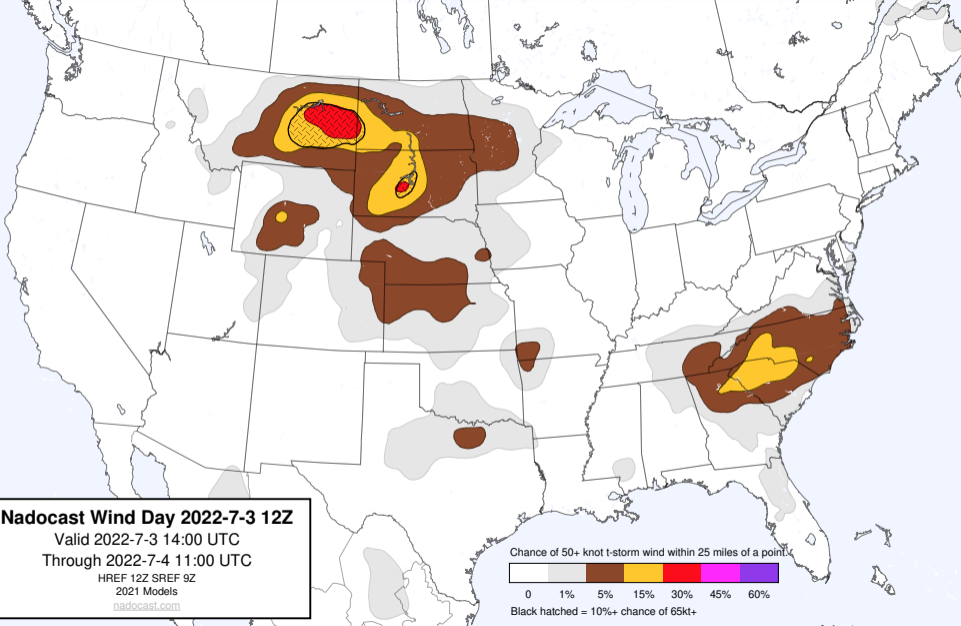 Nadocast Wind Day 2022-7-3 12Z
Valid 2022-7-3 14:00 UTC
Through 2022-7-4 11:00 UTC
HREF 12Z SREF 9Z
2021 Models
nadocast.com
Chance of 50+ knot t-storm wind within 25 miles of a point.
0 1% 5% 15% 30% 45% 60%
Black hatched = 10%+ chance of 65kt+